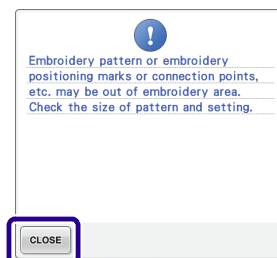 Embroidery pattern or embroidery
positioning marks or connection points,
etc. may be out of embroidery area.
Check the size of pattern and setting.
CLOSE